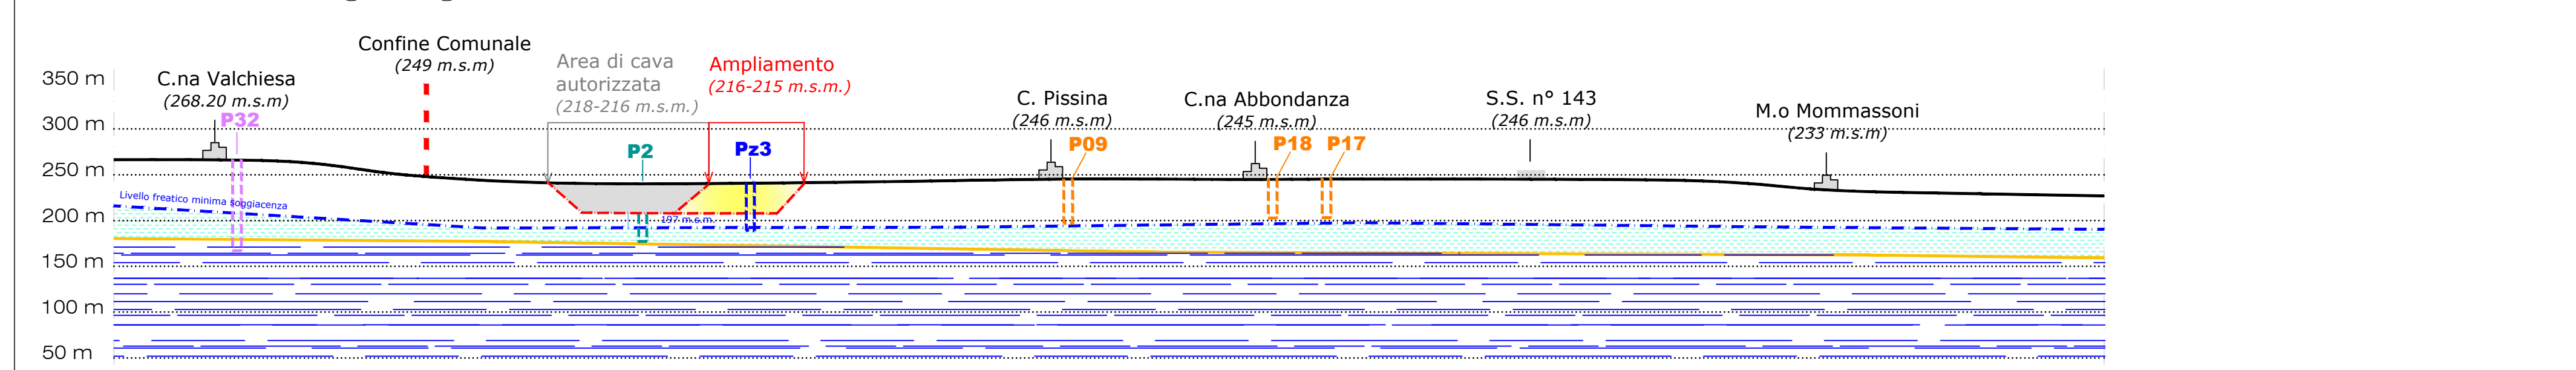 Confine Comunale
(249 m.s.m)
Area di cava
autorizzata
(218-216 m.s.m.)
Ampliamento
(216-215 m.s.m.)
C.na Valchiesa
(268.20 m.s.m)
P32
C. Pissina
(246 m.s.m)
P09
C.na Abbondanza
(245 m.s.m)
P18
P17
S.S. n° 143
(246 m.s.m)
M.o Mommassoni
(233 m.s.m)
P2
Pz3
350 m
300 m
250 m
200 m
150 m
100 m
50 m
Livello freatico minima soggiacenza
197 m.s.m.